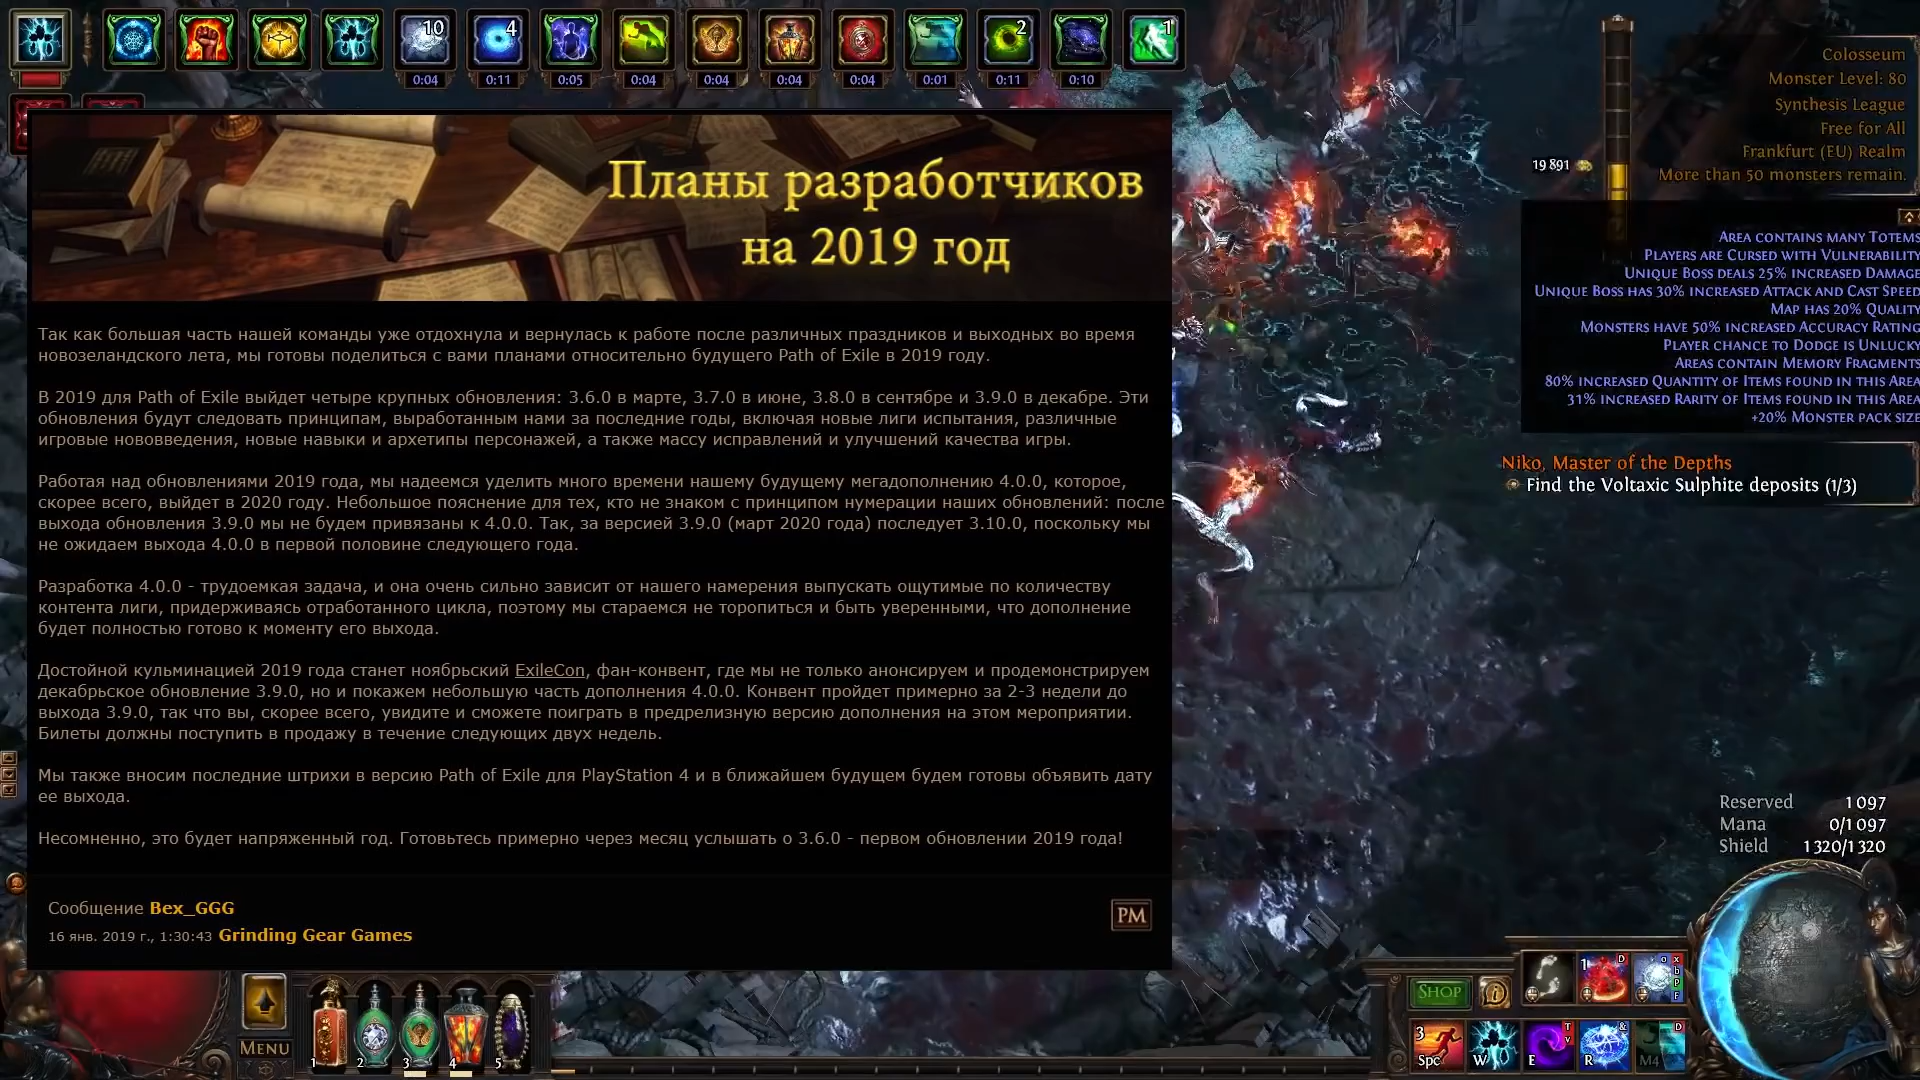 10
4
2
1
0:04
0:11
0:05
0:04
0:04
0:04
0:04
0:01
0:11
0:10
Планы разработчиков
на 2019 год
Так как большая часть нашей команды уже отдохнула и вернулась к работе после различных праздников и выходных во время
новозеландского лета, мы готовы поделиться с вами планами относительно будущего Path of Exile в 2019 году.
В 2019 для Path of Exile выйдет четыре крупных обновления: 3.6.0 в марте, 3.7.0 в июне, 3.8.0 в сентябре и 3.9.0 в декабре. Эти
обновления будут следовать принципам, выработанным нами за последние годы, включая новые лиги испытания, различные
игровые нововведения, новые навыки и архетипы персонажей, а также массу исправлений и улучшений качества игры.
Работая над обновлениями 2019 года, мы надеемся уделить много времени нашему будущему мегадополнению 4.0.0, которое,
скорее всего, выйдет в 2020 году. Небольшое пояснение для тех, кто не знаком с принципом нумерации наших обновлений: после
выхода обновления 3.9.0 мы не будем привязаны к 4.0.0. Так, за версией 3.9.0 (март 2020 года) последует 3.10.0, поскольку мы
не ожидаем выхода 4.0.0 в первой половине следующего года.
Разработка 4.0.0 - трудоемкая задача, и она очень сильно зависит от нашего намерения выпускать ощутимые по количеству
контента лиги, придерживаясь отработанного цикла, поэтому мы стараемся не торопиться и быть уверенными, что дополнение
будет полностью готово к моменту его выхода.
Достойной кульминацией 2019 года станет ноябрьский ExileCon, фан-конвент, где мы не только анонсируем и продемонстрируем
декабрьское обновление 3.9.0, но и покажем небольшую часть дополнения 4.0.0. Конвент пройдет примерно за 2-3 недели до
выхода 3.9.0, так что вы, скорее всего, увидите и сможете поиграть в предрелизную версию дополнения на этом мероприятии.
Билеты должны поступить в продажу в течение следующих двух недель.
Мы также вносим последние штрихи в версию Path of Exile для PlayStation 4 и в ближайшем будущем будем готовы объявить дату
ее выхода.
Несомненно, это будет напряженный год. Готовьтесь примерно через месяц услышать о 3.6.0 - первом обновлении 2019 года!
Сообщение Bex_GGG
16 янв. 2019 г., 1:30:43 Grinding Gear Games
PM
Colosseum
Monster Level: 80
Synthesis League
Free for All
Frankfurt (EU) Realm
More than 50 monsters remain.
19 891
Area contains many Totems
Players are Cursed with Vulnerability
Unique Boss deals 25% increased Damage
Unique Boss has 30% increased Attack and Cast Speed
Map has 20% Quality
Monsters have 50% increased Accuracy Rating
Player chance to Dodge is Unlucky
Areas contain Memory Fragments
80% increased Quantity of Items found in this Area
31% increased Rarity of Items found in this Area
+20% Monster pack size
Niko, Master of the Depths
Find the Voltaxic Sulphite deposits (1/3)
Reserved 1 097
Mana 0/1 097
Shield 1 320/1 320
Menu
1
2
3
4
5
Shop
1
D
3
Spc
W
E
T
V
R
&
M4
D